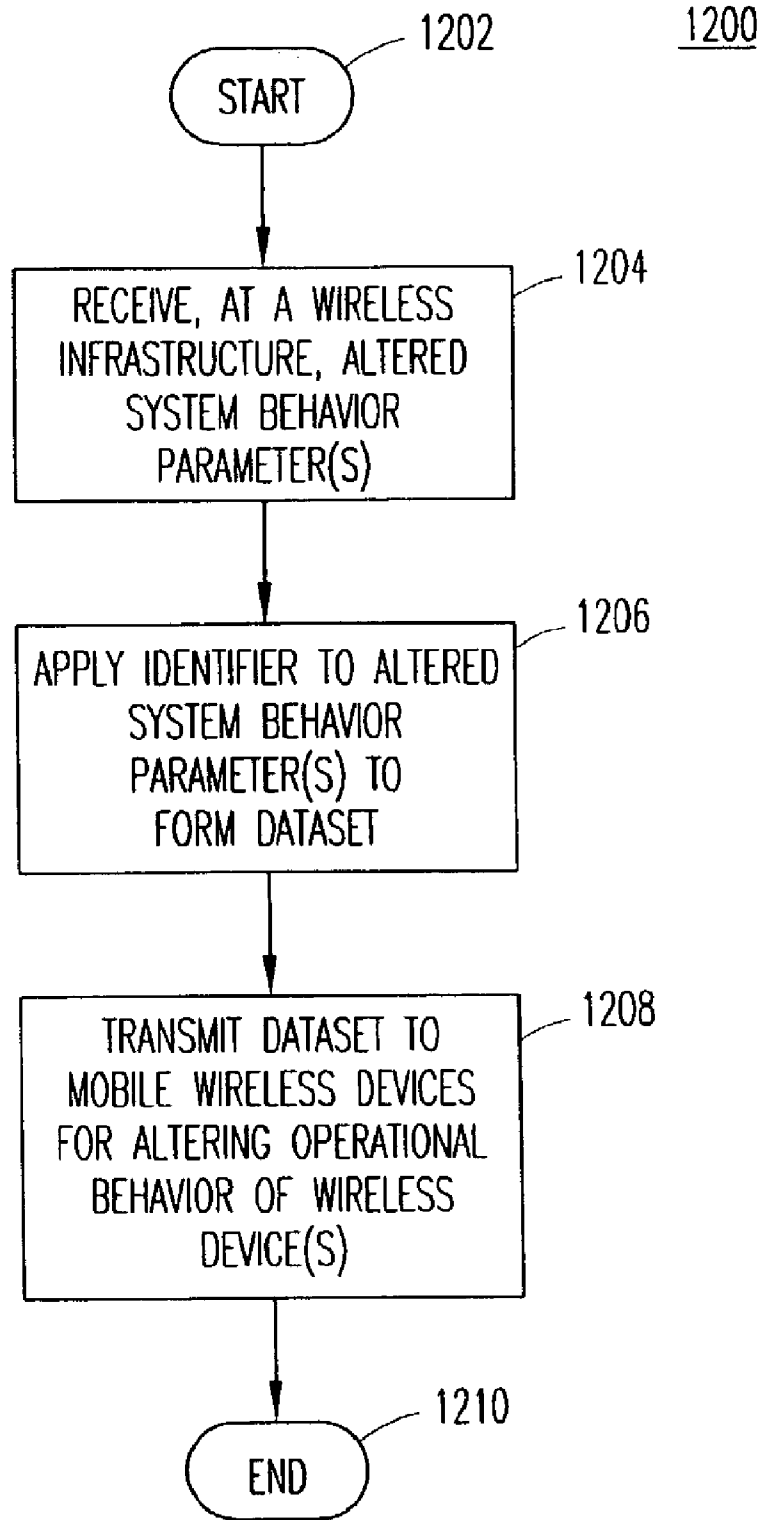 1200
1202
START
1204
RECEIVE, AT A WIRELESS
INFRASTRUCTURE, ALTERED
SYSTEM BEHAVIOR
PARAMETER(S)
1206
APPLY IDENTIFIER TO ALTERED
SYSTEM BEHAVIOR
PARAMETER(S) TO
FORM DATASET
1208
TRANSMIT DATASET TO
MOBILE WIRELESS DEVICES
FOR ALTERING OPERATIONAL
BEHAVIOR OF WIRELESS
DEVICE(S)
1210
END